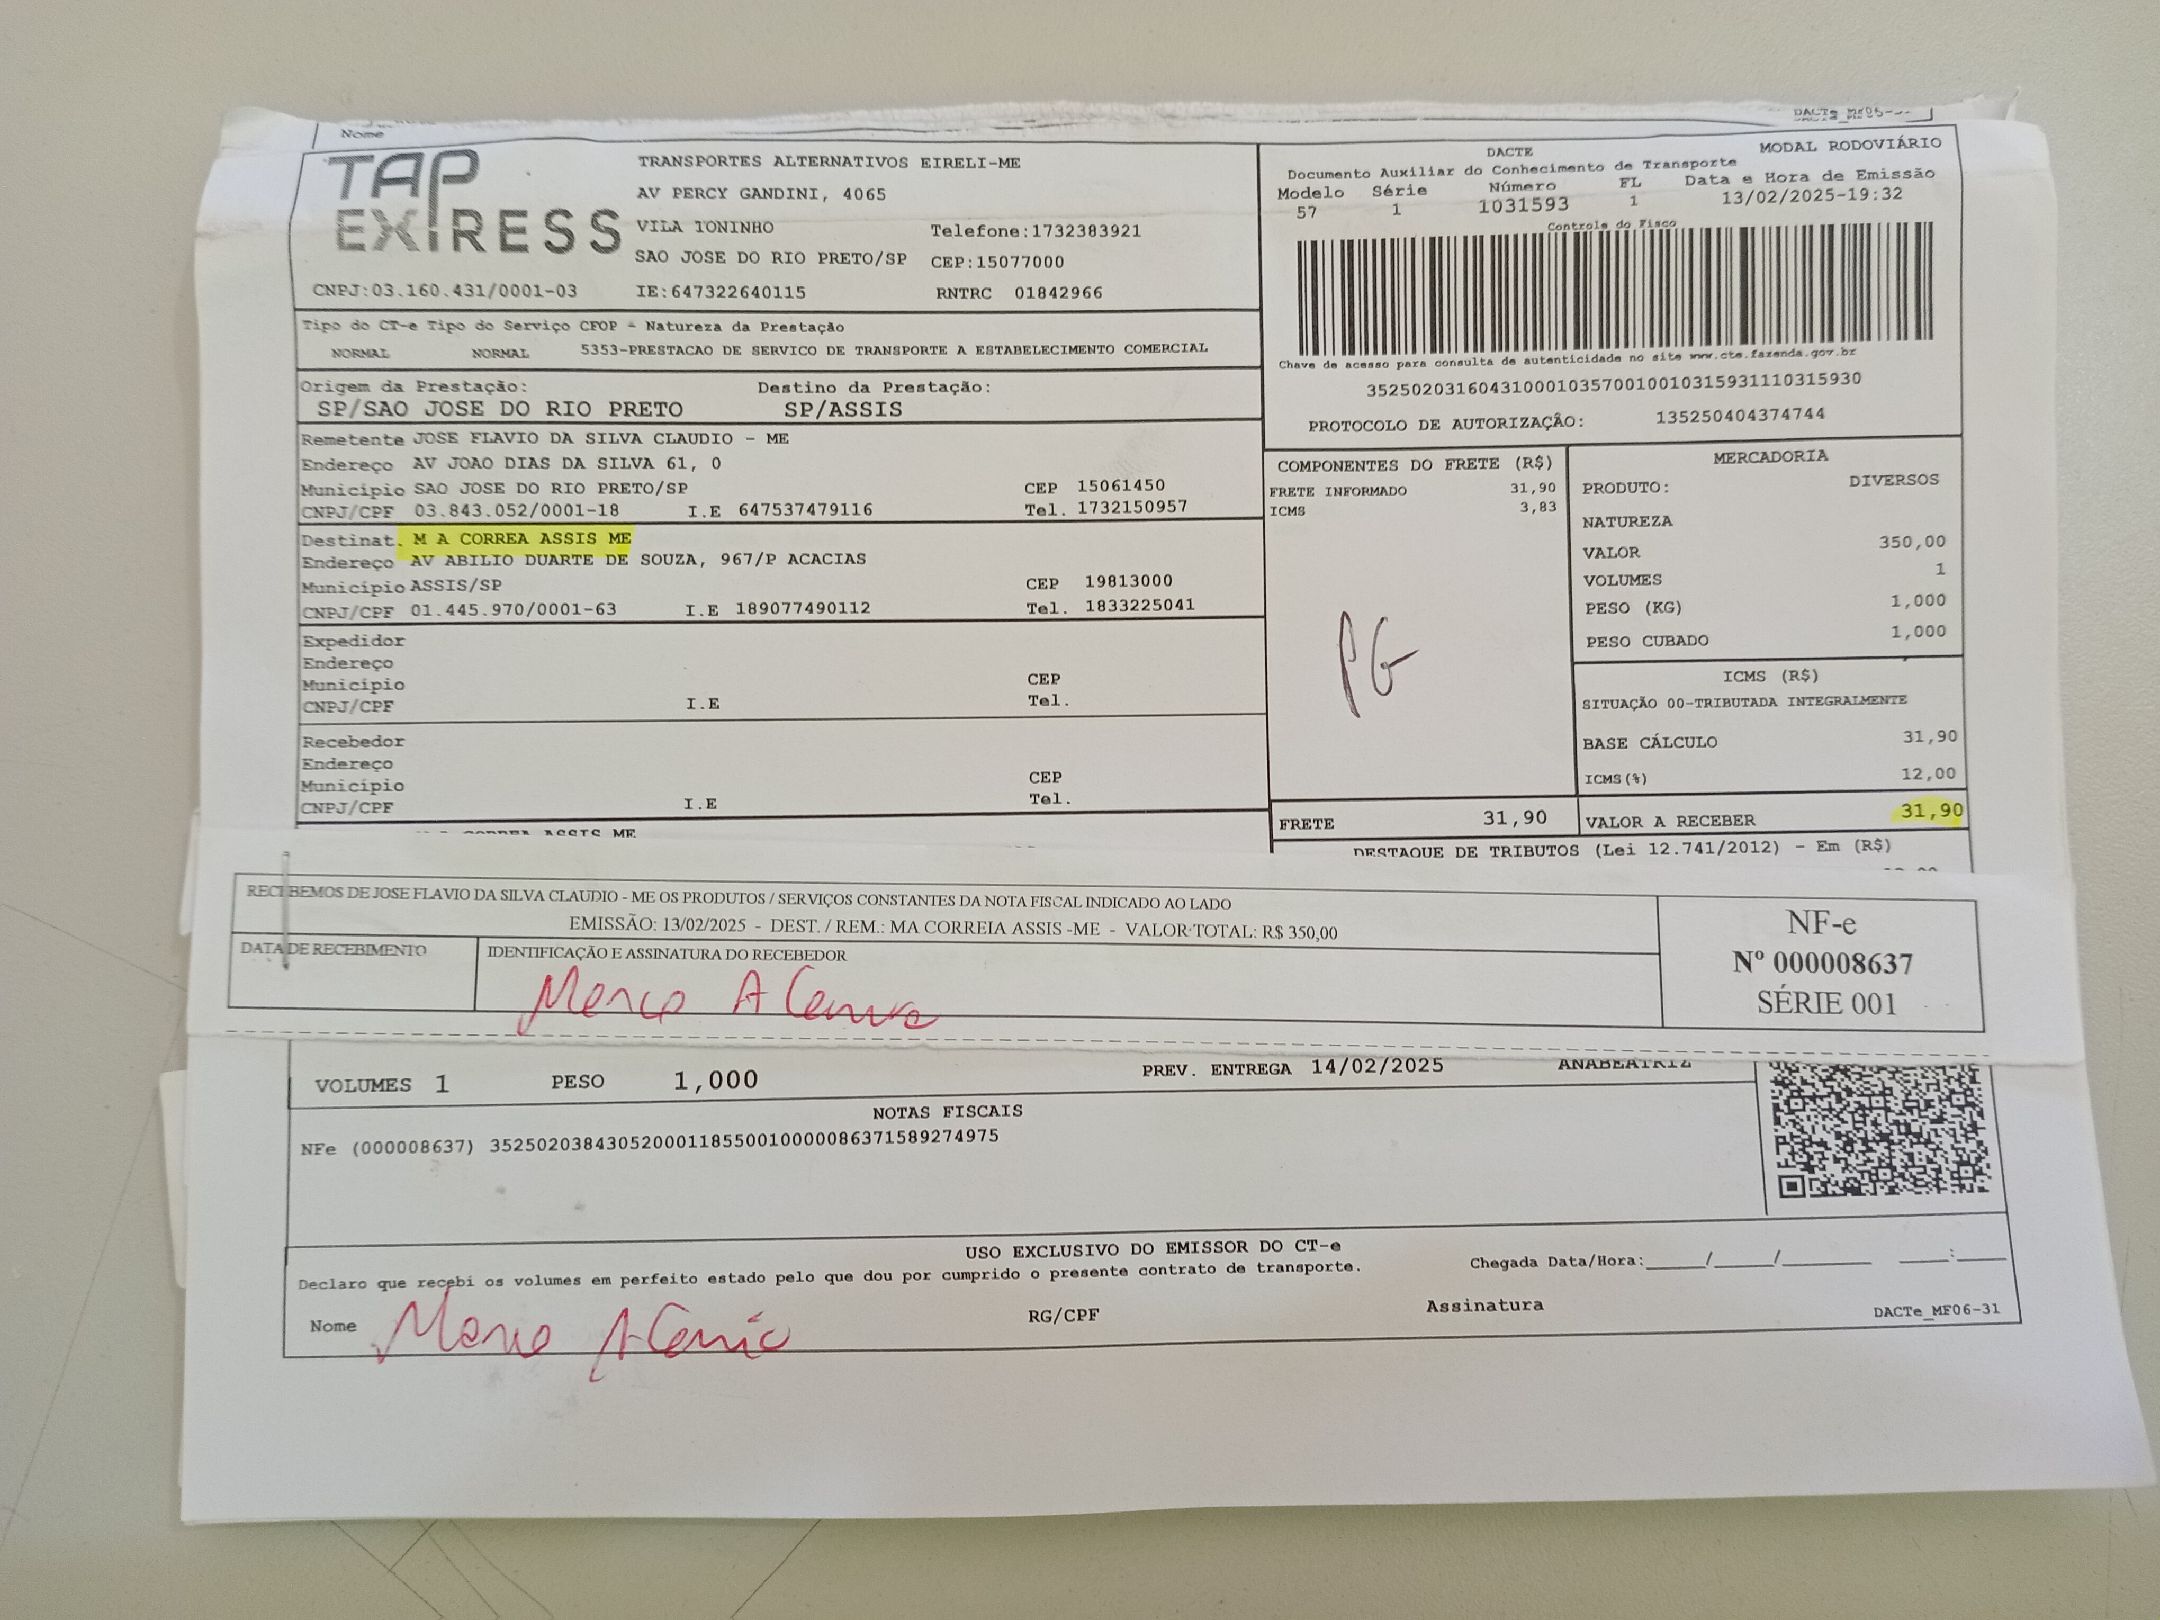 Nome
DACTe_MF06-
TAP EXPRESS
TRANSPORTES ALTERNATIVOS EIRELI-ME
AV PERCY GANDINI, 4065
VILA TONINHO Telefone:1732383921
SAO JOSE DO RIO PRETO/SP CEP:15077000
CNPJ:03.160.431/0001-03 IE:647322640115 RNTRC 01842966
DACTE MODAL RODOVIÁRIO
Documento Auxiliar do Conhecimento de Transporte
Modelo Série Número FL Data e Hora de Emissão
57 1 1031593 1 13/02/2025-19:32
Controle do Fisco
Chave de acesso para consulta de autenticidade no site www.cte.fazenda.gov.br
35250203160431000103570010010315931110315930
PROTOCOLO DE AUTORIZAÇÃO: 135250404374744
Tipo do CT-e Tipo do Serviço CFOP - Natureza da Prestação
NORMAL NORMAL 5353-PRESTACAO DE SERVICO DE TRANSPORTE A ESTABELECIMENTO COMERCIAL
Origem da Prestação: Destino da Prestação:
SP/SAO JOSE DO RIO PRETO SP/ASSIS
Remetente JOSE FLAVIO DA SILVA CLAUDIO - ME
Endereço AV JOAO DIAS DA SILVA 61, 0
Município SAO JOSE DO RIO PRETO/SP CEP 15061450
CNPJ/CPF 03.843.052/0001-18 I.E 647537479116 Tel. 1732150957
Destinat. M A CORREA ASSIS ME
Endereço AV ABILIO DUARTE DE SOUZA, 967/P ACACIAS
Município ASSIS/SP CEP 19813000
CNPJ/CPF 01.445.970/0001-63 I.E 189077490112 Tel. 1833225041
Expedidor
Endereço
Município CEP
CNPJ/CPF I.E Tel.
Recebedor
Endereço
Município CEP
CNPJ/CPF I.E Tel.
CORREA ASSIS ME
COMPONENTES DO FRETE (R$)
FRETE INFORMADO 31,90
ICMS 3,83
PG
FRETE 31,90
MERCADORIA
PRODUTO: DIVERSOS
NATUREZA
VALOR 350,00
VOLUMES 1
PESO (KG) 1,000
PESO CUBADO 1,000
ICMS (R$)
SITUAÇÃO 00-TRIBUTADA INTEGRALMENTE
BASE CÁLCULO 31,90
ICMS(%) 12,00
VALOR A RECEBER 31,90
DESTAQUE DE TRIBUTOS (Lei 12.741/2012) - Em (R$)
RECEBEMOS DE JOSE FLAVIO DA SILVA CLAUDIO - ME OS PRODUTOS / SERVIÇOS CONSTANTES DA NOTA FISCAL INDICADO AO LADO
EMISSÃO: 13/02/2025 - DEST. / REM.: MA CORREIA ASSIS -ME - VALOR TOTAL: R$ 350,00
DATA DE RECEBIMENTO IDENTIFICAÇÃO E ASSINATURA DO RECEBEDOR
NF-e
Nº 000008637
SÉRIE 001
VOLUMES 1 PESO 1,000 PREV. ENTREGA 14/02/2025 ANABEATRIZ
NOTAS FISCAIS
NFe (000008637) 35250203843052000118550010000086371589274975
USO EXCLUSIVO DO EMISSOR DO CT-e
Declaro que recebi os volumes em perfeito estado pelo que dou por cumprido o presente contrato de transporte. Chegada Data/Hora:____/____/______ ____:____
Nome RG/CPF Assinatura DACTe_MF06-31